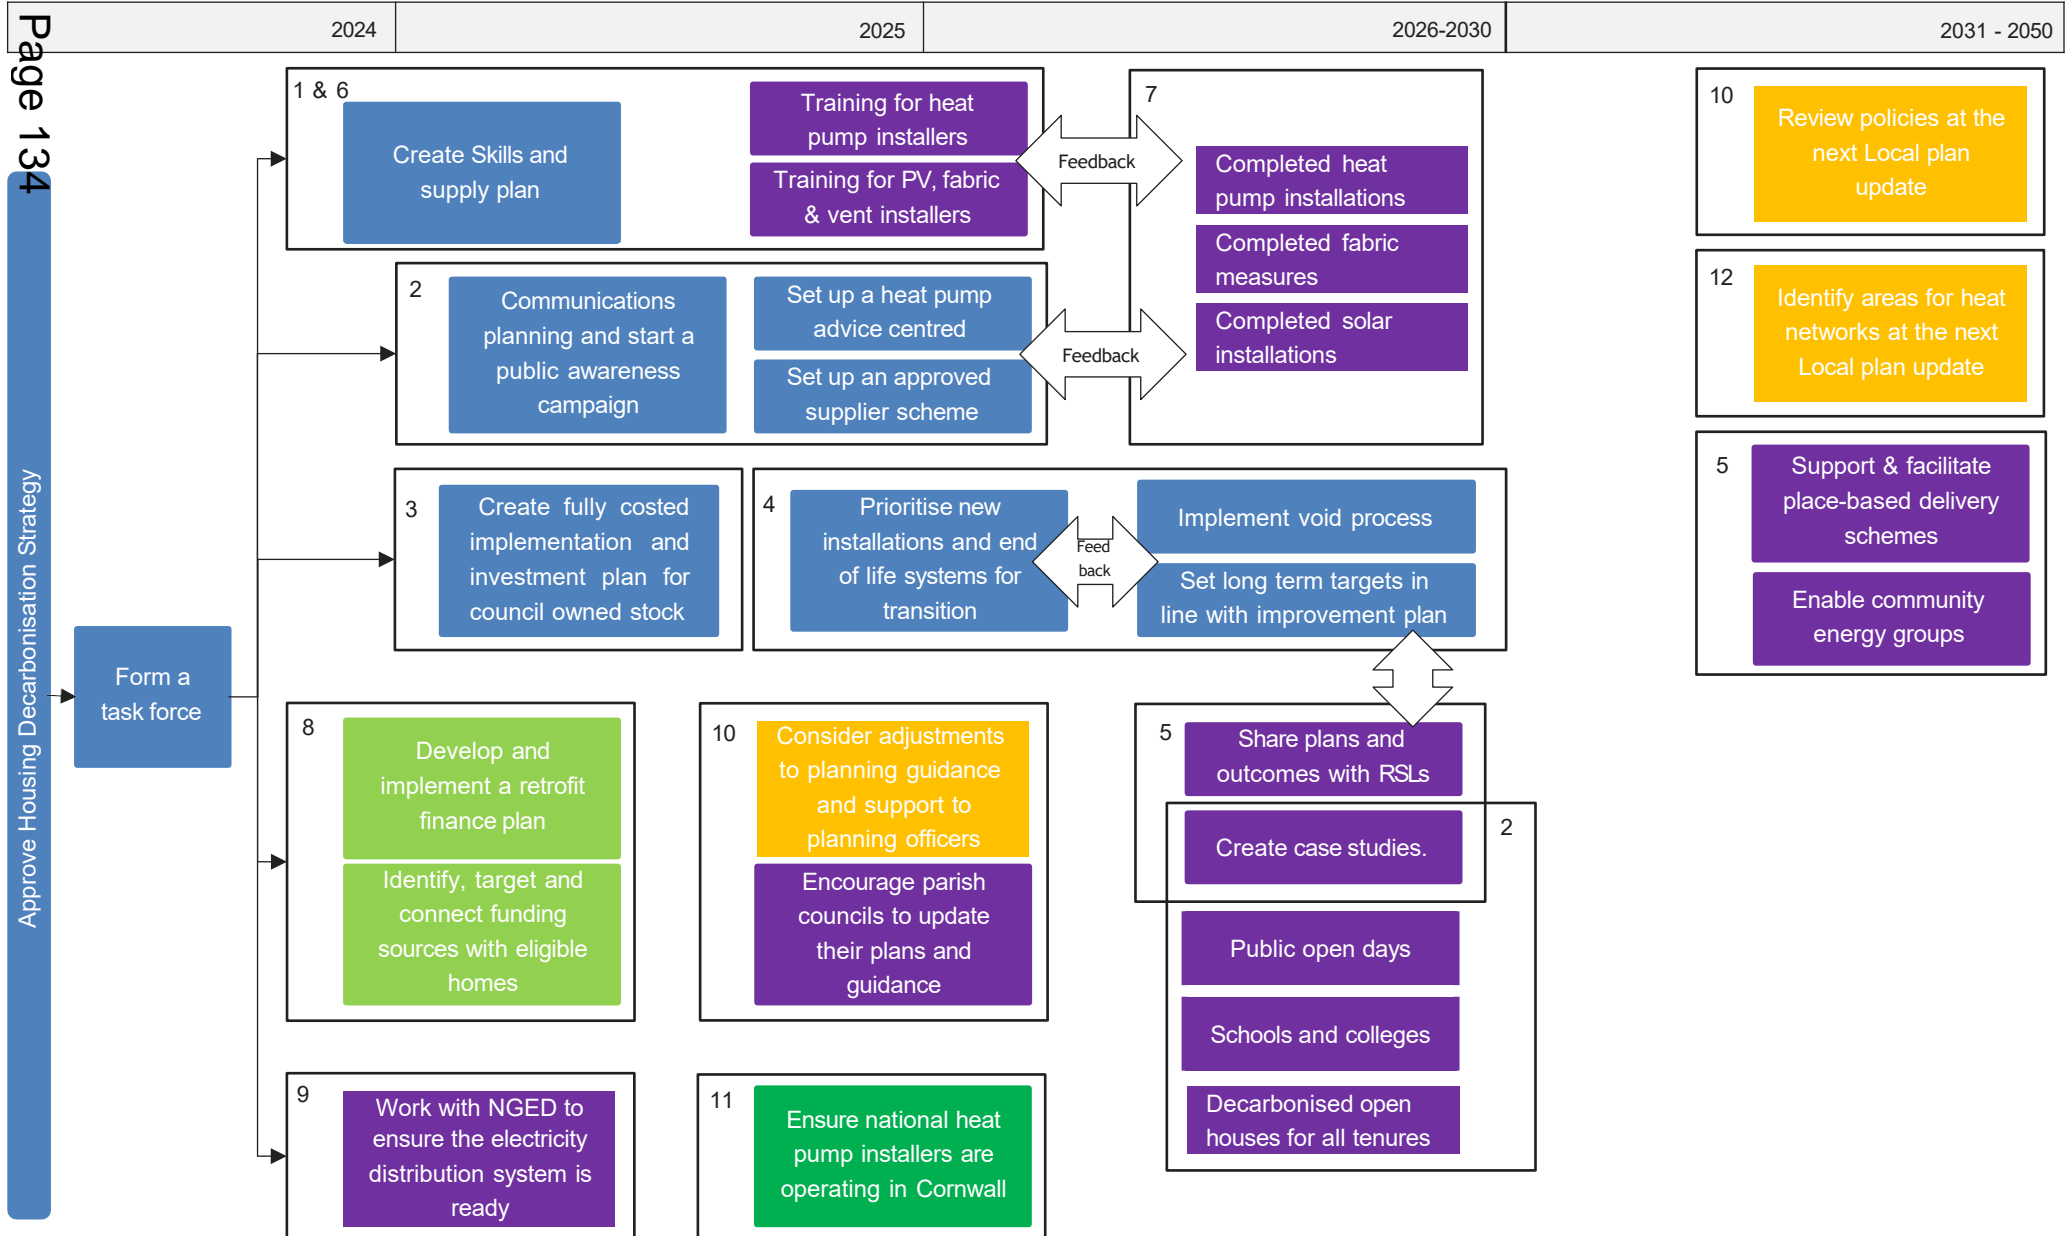 Page 134
2024
2025
2026-2030
2031 - 2050
Approve Housing Decarbonisation Strategy
Form a
task force
1 & 6
Create Skills and
supply plan
Training for heat
pump installers
Training for PV, fabric
& vent installers
Feedback
7
Completed heat
pump installations
Completed fabric
measures
Completed solar
installations
10
Review policies at the
next Local plan
update
2
Communications
planning and start a
public awareness
campaign
Set up a heat pump
advice centred
Set up an approved
supplier scheme
Feedback
12
Identify areas for heat
networks at the next
Local plan update
3
Create fully costed
implementation and
investment plan for
council owned stock
4
Prioritise new
installations and end
of life systems for
transition
Feed
back
Implement void process
Set long term targets in
line with improvement plan
5
Support & facilitate
place-based delivery
schemes
Enable community
energy groups
8
Develop and
implement a retrofit
finance plan
Identify, target and
connect funding
sources with eligible
homes
10
Consider adjustments
to planning guidance
and support to
planning officers
Encourage parish
councils to update
their plans and
guidance
5
Share plans and
outcomes with RSLs
Create case studies.
2
Public open days
Schools and colleges
Decarbonised open
houses for all tenures
9
Work with NGED to
ensure the electricity
distribution system is
ready
11
Ensure national heat
pump installers are
operating in Cornwall